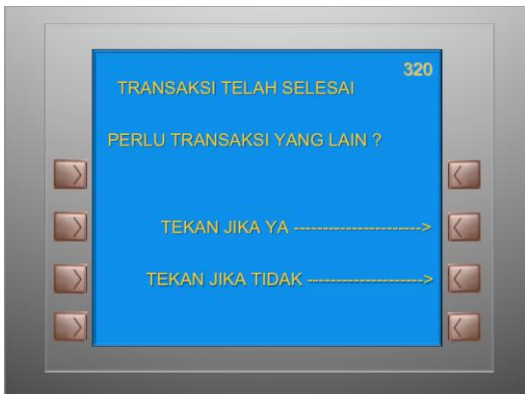 320
TRANSAKSI TELAH SELESAI
PERLU TRANSAKSI YANG LAIN ?
TEKAN JIKA YA ---------------------->
TEKAN JIKA TIDAK -------------------->